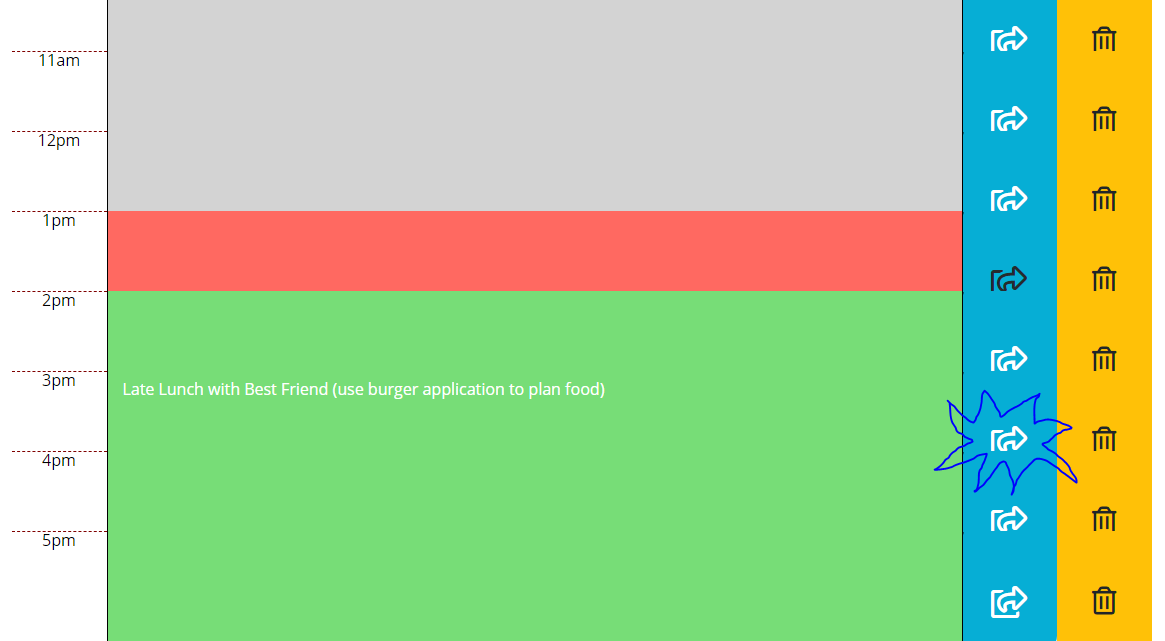 11am
12pm
1pm
2pm
3pm
Late Lunch with Best Friend (use burger application to plan food)
4pm
5pm